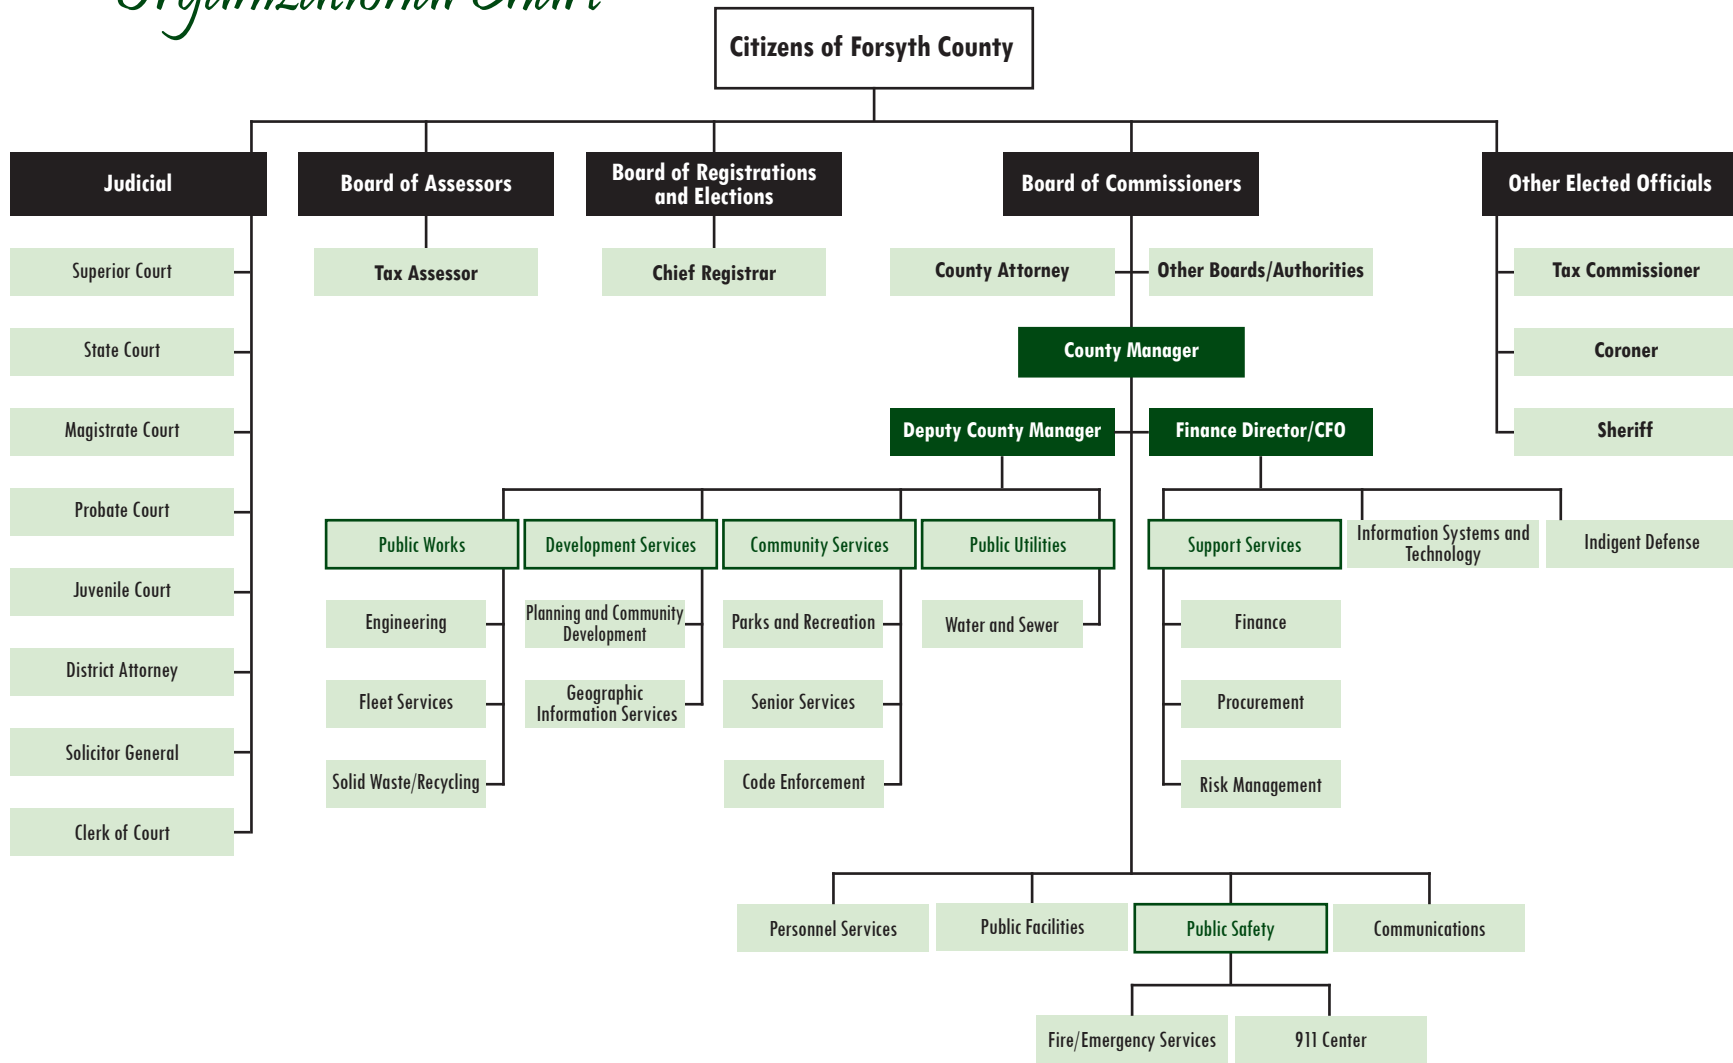 Organizational Chart
Citizens of Forsyth County
Judicial
Board of Assessors
Board of Registrations
and Elections
Board of Commissioners
Other Elected Officials
Superior Court
Tax Assessor
Chief Registrar
County Attorney
Other Boards/Authorities
Tax Commissioner
State Court
County Manager
Coroner
Magistrate Court
Deputy County Manager
Finance Director/CFO
Sheriff
Probate Court
Public Works
Development Services
Community Services
Public Utilities
Support Services
Information Systems and
Technology
Indigent Defense
Juvenile Court
Engineering
Planning and Community
Development
Parks and Recreation
Water and Sewer
Finance
District Attorney
Fleet Services
Geographic
Information Services
Senior Services
Procurement
Solicitor General
Solid Waste/Recycling
Code Enforcement
Risk Management
Clerk of Court
Personnel Services
Public Facilities
Public Safety
Communications
Fire/Emergency Services
911 Center